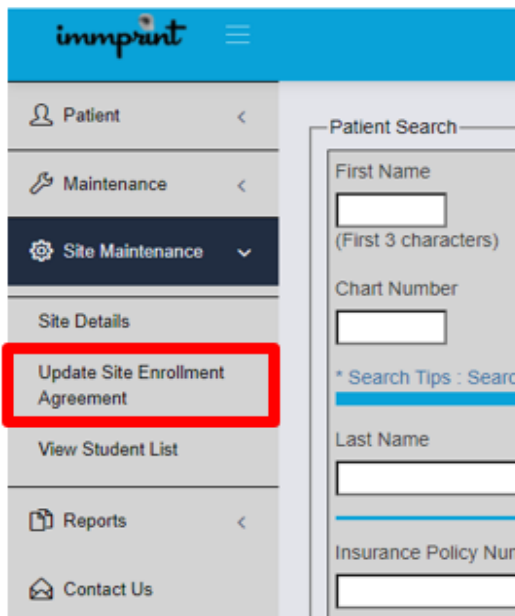 immprint
Patient
Maintenance
Site Maintenance
Site Details
Update Site Enrollment
Agreement
View Student List
Reports
Contact Us
Patient Search
First Name
(First 3 characters)
Chart Number
* Search Tips : Searc
Last Name
Insurance Policy Nu